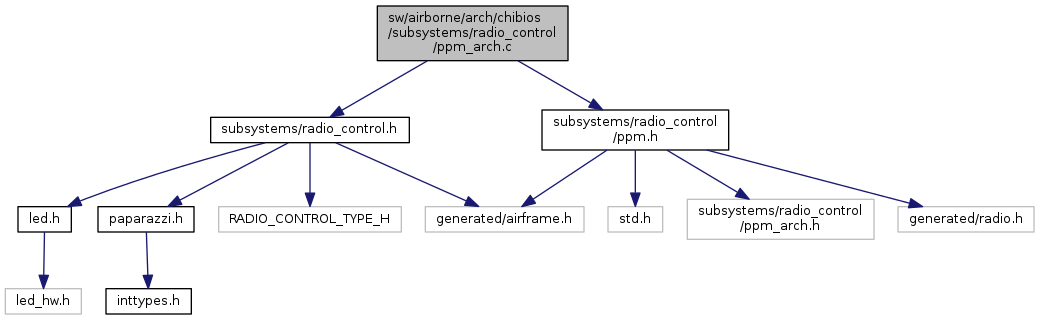 sw/airborne/arch/chibios
/subsystems/radio_control
/ppm_arch.c
subsystems/radio_control.h
subsystems/radio_control
/ppm.h
led.h
paparazzi.h
RADIO_CONTROL_TYPE_H
generated/airframe.h
std.h
subsystems/radio_control
/ppm_arch.h
generated/radio.h
led_hw.h
inttypes.h